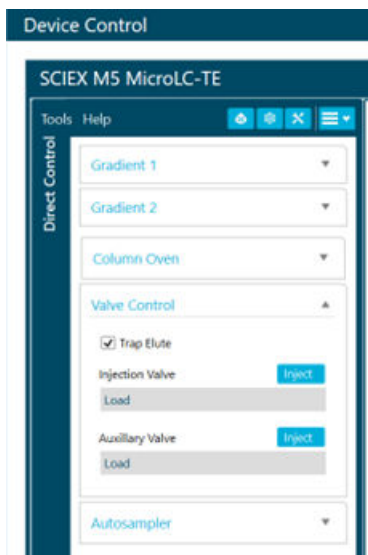 Device Control
SCIEX M5 MicroLC-TE
Tools Help
Direct Control
Gradient 1
Gradient 2
Column Oven
Valve Control
Trap Elute
Injection Valve Inject
Load
Auxillary Valve Inject
Load
Autosampler